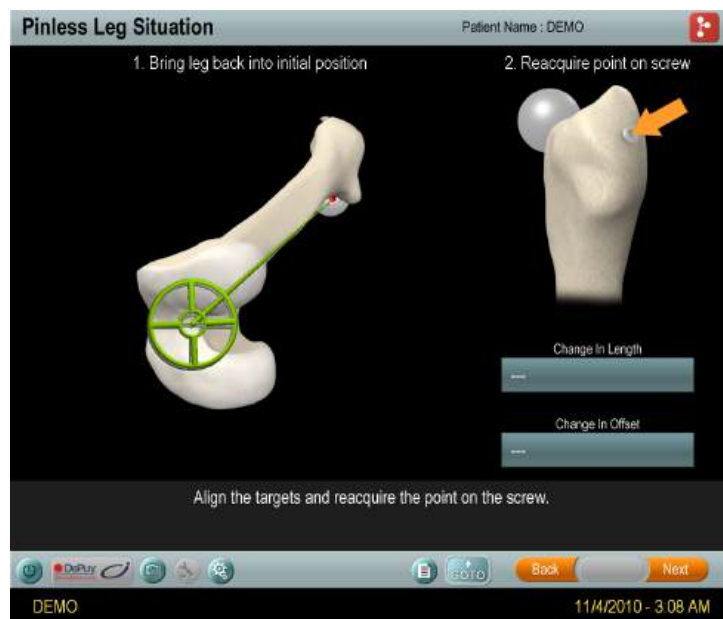 Pinless Leg Situation
Patient Name : DEMO
1. Bring leg back into initial position
2. Reacquire point on screw
Change In Length
---
Change In Offset
---
Align the targets and reacquire the point on the screw.
DePuy
GOTO
Back
Next
DEMO
11/4/2010 - 3:08 AM